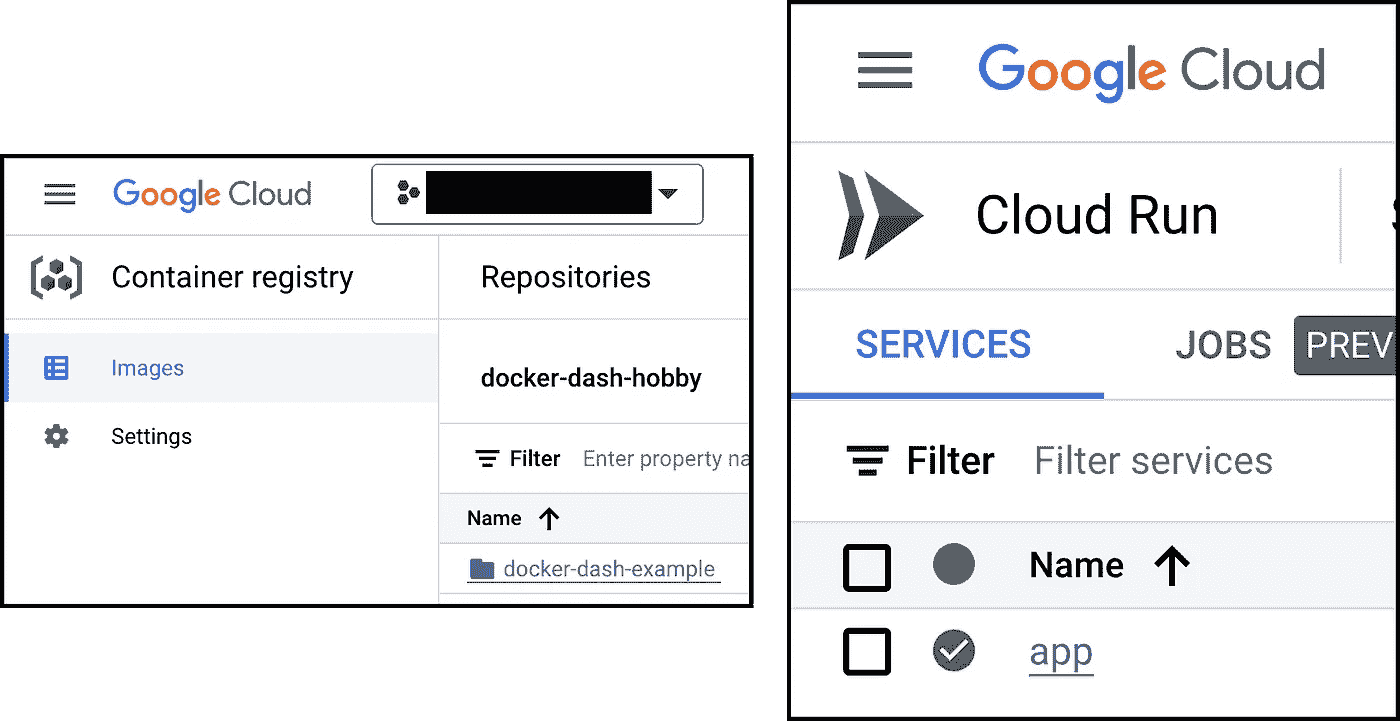 Google Cloud
Container registry
Repositories
Images
docker-dash-hobby
Settings
Filter Enter property na
Name
docker-dash-example
Google Cloud
Cloud Run
SERVICES JOBS PREV
Filter Filter services
Name
app